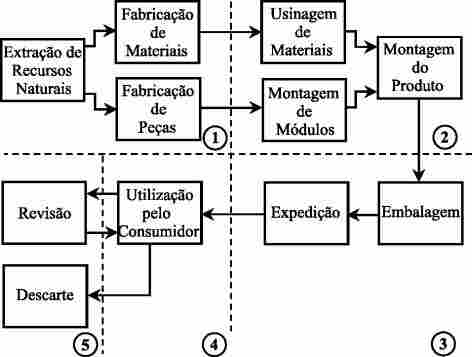 Extração de
Recursos
Naturais
Fabricação
de
Materiais
Fabricação
de
Peças
1
Usinagem
de
Materiais
Montagem
de
Módulos
Montagem
do
Produto
2
Revisão
Utilização
pelo
Consumidor
Expedição
Embalagem
Descarte
5
4
3